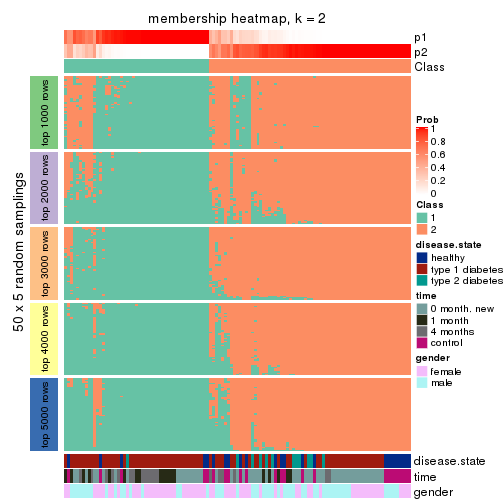 membership heatmap, k = 2
p1
p2
Class
50 x 5 random samplings
top 1000 rows
top 2000 rows
top 3000 rows
top 4000 rows
top 5000 rows
disease.state
time
gender
Prob
1
0.8
0.6
0.4
0.2
0
Class
1
2
disease.state
healthy
type 1 diabetes
type 2 diabetes
time
0 month. new
1 month
4 months
control
gender
female
male